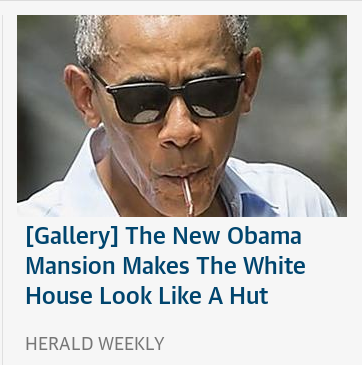 [Gallery] The New Obama
Mansion Makes The White
House Look Like A Hut
HERALD WEEKLY